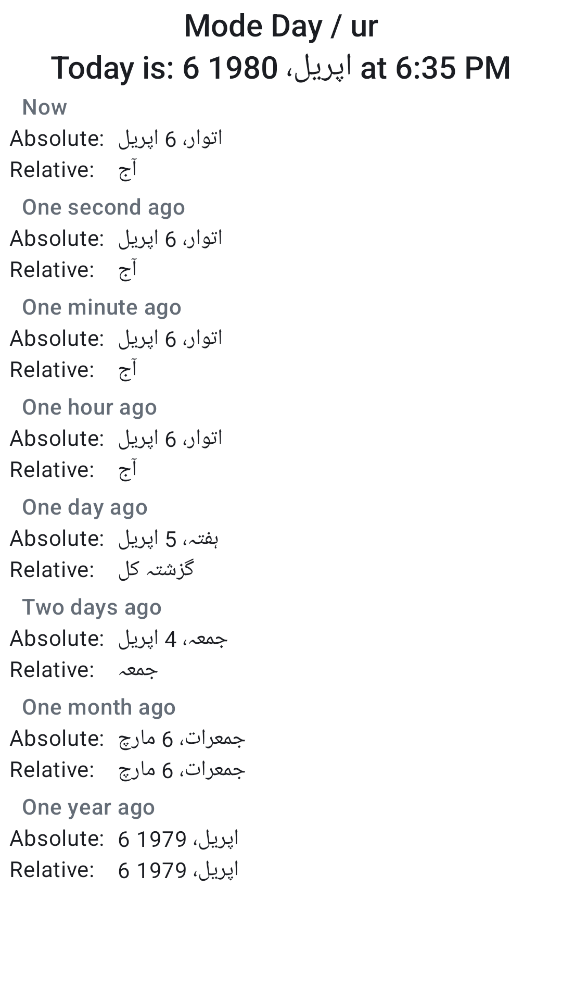 Mode Day / ur
Today is: 6 اپریل، 1980 at 6:35 PM
Now
Absolute: اتوار، 6 اپریل
Relative: آج
One second ago
Absolute: اتوار، 6 اپریل
Relative: آج
One minute ago
Absolute: اتوار، 6 اپریل
Relative: آج
One hour ago
Absolute: اتوار، 6 اپریل
Relative: آج
One day ago
Absolute: ہفتہ، 5 اپریل
Relative: گزشتہ کل
Two days ago
Absolute: جمعہ، 4 اپریل
Relative: جمعہ
One month ago
Absolute: جمعرات، 6 مارچ
Relative: جمعرات، 6 مارچ
One year ago
Absolute: 6 اپریل، 1979
Relative: 6 اپریل، 1979